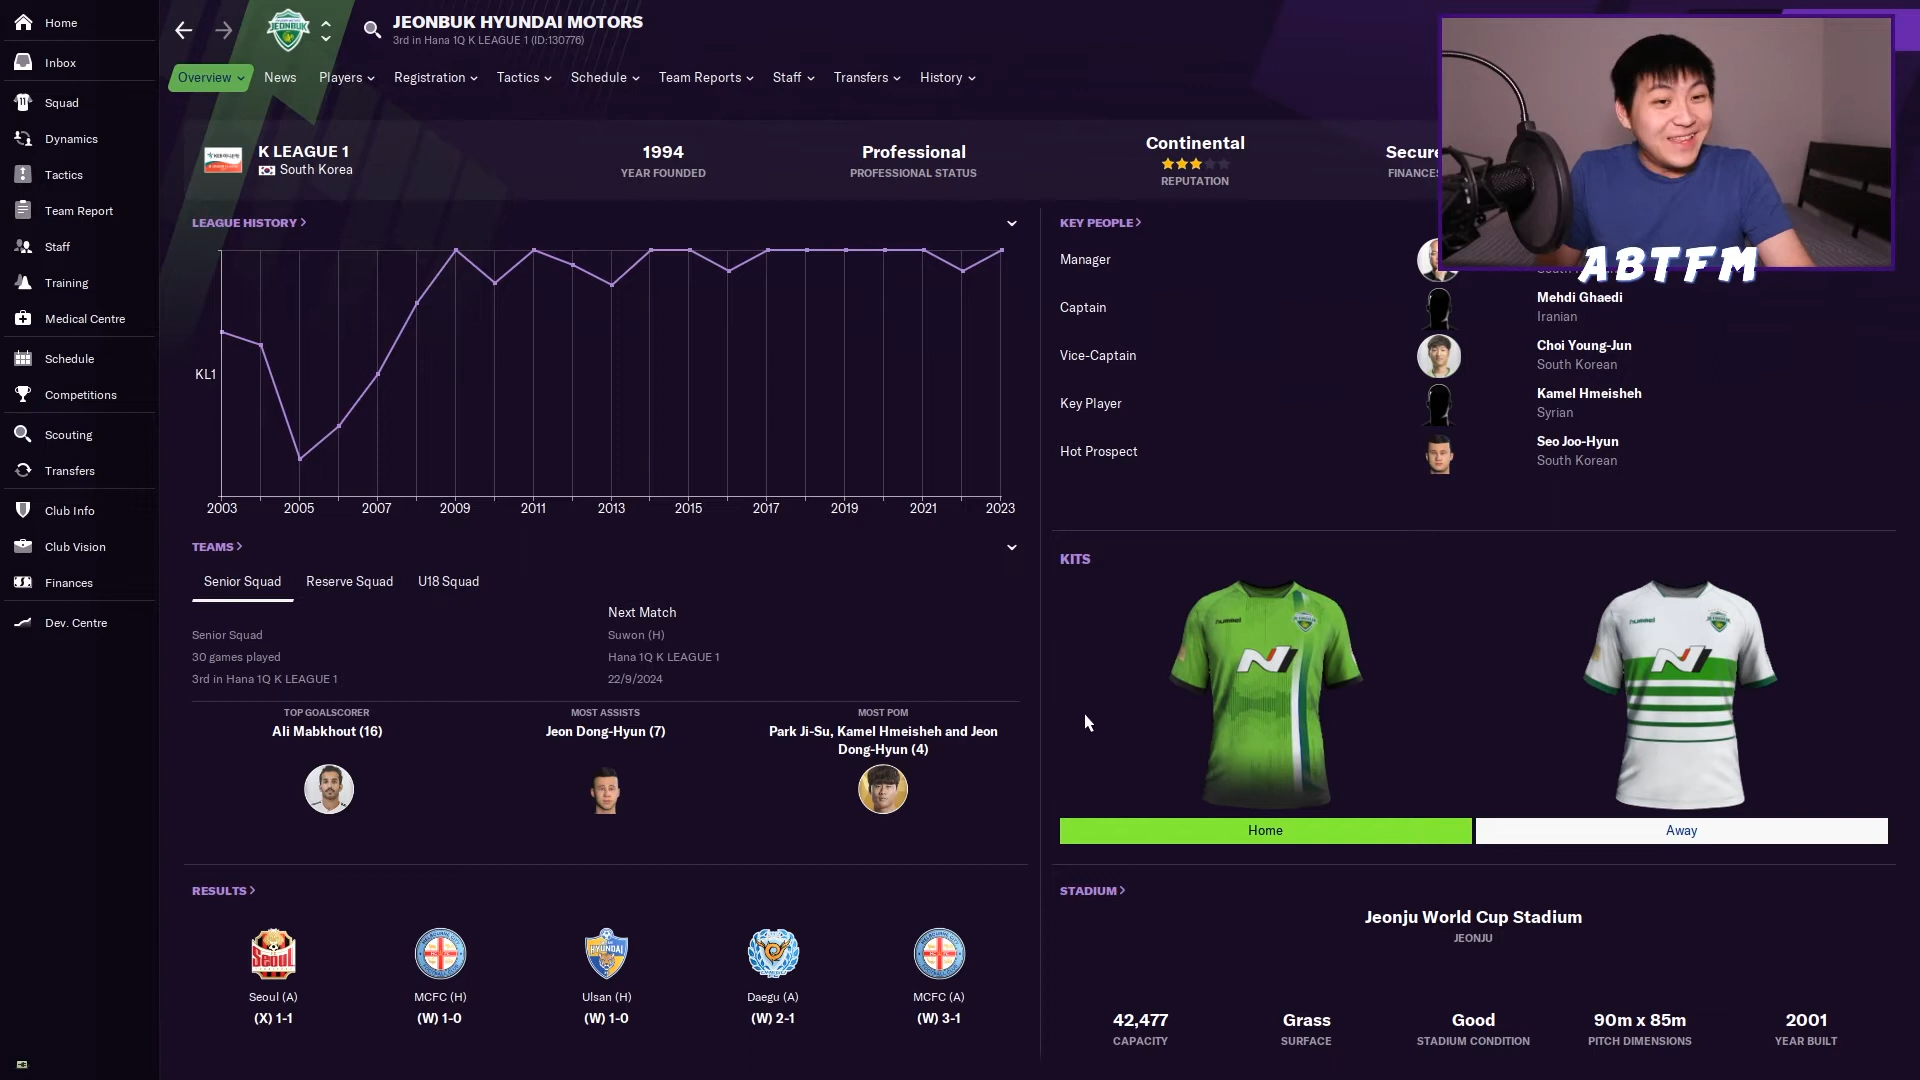 Home
Inbox
Squad
Dynamics
Tactics
Team Report
Staff
Training
Medical Centre
Schedule
Competitions
Scouting
Transfers
Club Info
Club Vision
Finances
Dev. Centre
JEONBUK HYUNDAI MOTORS
3rd in Hana 1Q K LEAGUE 1 (ID:130776)
Overview
News
Players
Registration
Tactics
Schedule
Team Reports
Staff
Transfers
History
K LEAGUE 1
South Korea
1994
YEAR FOUNDED
Professional
PROFESSIONAL STATUS
Continental
REPUTATION
Secure
FINANCES
ABTFM
LEAGUE HISTORY
KL1
2003 2005 2007 2009 2011 2013 2015 2017 2019 2021 2023
KEY PEOPLE
Manager
Captain
Mehdi Ghaedi
Iranian
Vice-Captain
Choi Young-Jun
South Korean
Key Player
Kamel Hmeisheh
Syrian
Hot Prospect
Seo Joo-Hyun
South Korean
TEAMS
Senior Squad
Reserve Squad
U18 Squad
Next Match
Senior Squad
Suwon (H)
30 games played
Hana 1Q K LEAGUE 1
3rd in Hana 1Q K LEAGUE 1
22/9/2024
TOP GOALSCORER
Ali Mabkhout (16)
MOST ASSISTS
Jeon Dong-Hyun (7)
MOST POM
Park Ji-Su, Kamel Hmeisheh and Jeon
Dong-Hyun (4)
KITS
hummel
N
hummel
N
Home
Away
RESULTS
SEOUL
HYUNDAI
Seoul (A)
(X) 1-1
MCFC (H)
(W) 1-0
Ulsan (H)
(W) 1-0
Daegu (A)
(W) 2-1
MCFC (A)
(W) 3-1
STADIUM
Jeonju World Cup Stadium
JEONJU
42,477
CAPACITY
Grass
SURFACE
Good
STADIUM CONDITION
90m x 85m
PITCH DIMENSIONS
2001
YEAR BUILT